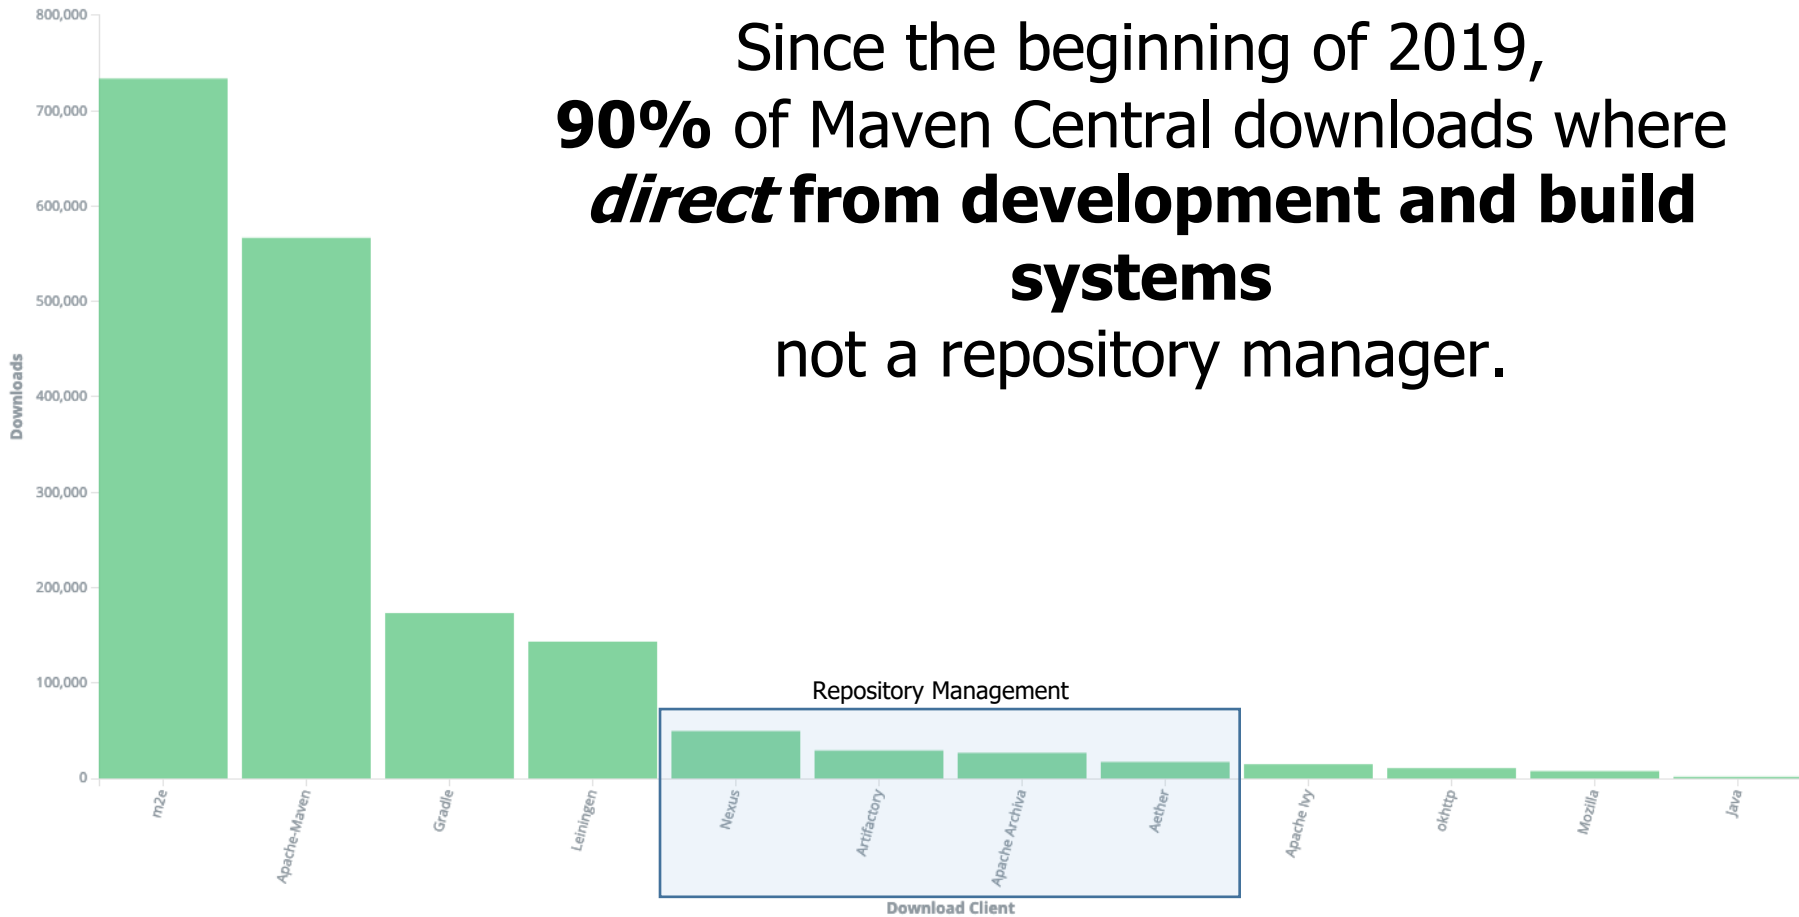 Since the beginning of 2019,
90% of Maven Central downloads where
direct from development and build
systems
not a repository manager.
800,000
700,000
600,000
500,000
400,000
300,000
200,000
100,000
0
Downloads
Repository Management
m2e
Apache-Maven
Gradle
Leiningen
Nexus
Artifactory
Apache Archiva
Aether
Apache Ivy
okhttp
Mozilla
Java
Download Client